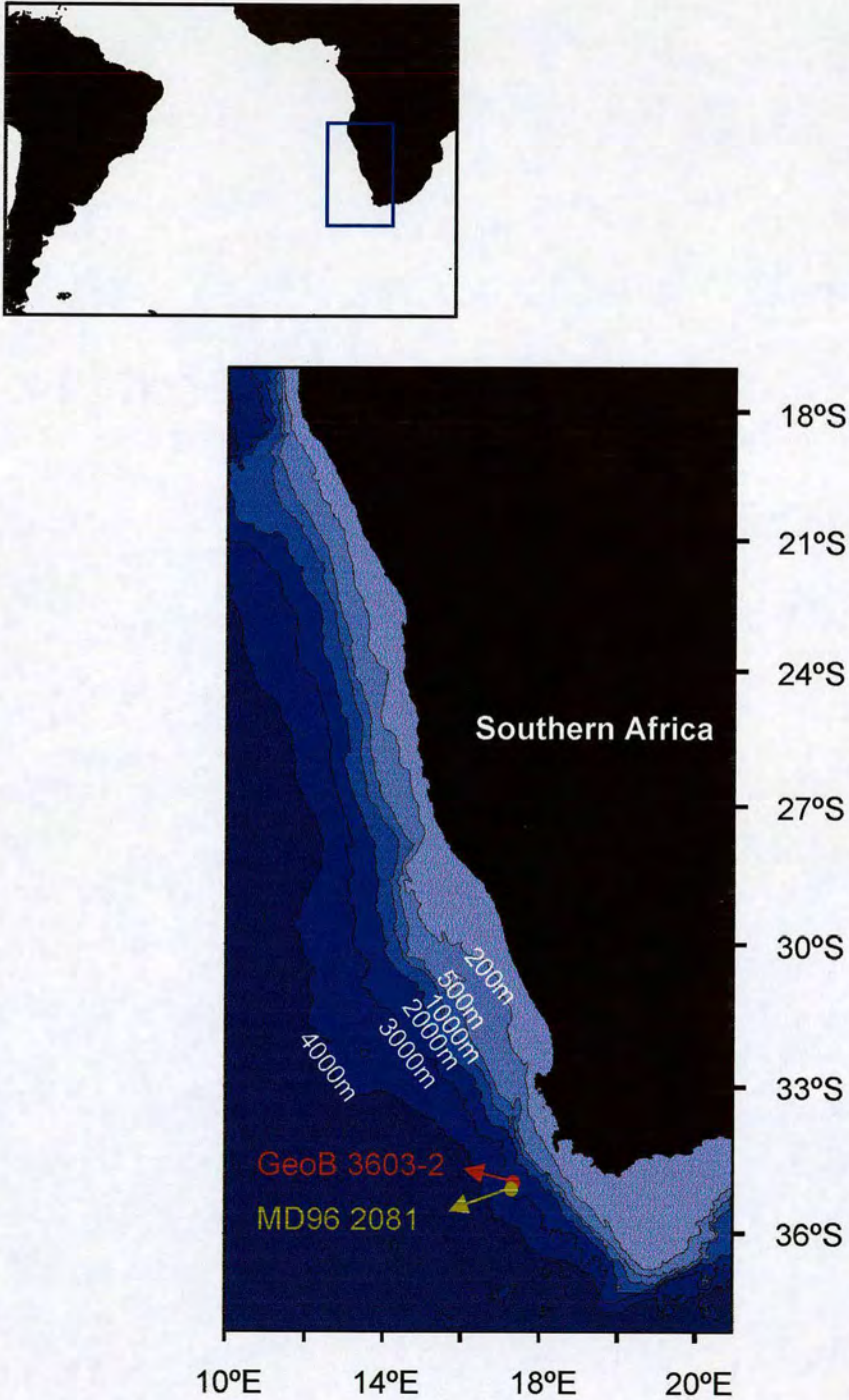 18ºS
21ºS
24ºS
Southern Africa
27ºS
30ºS
200m
500m
1000m
2000m
3000m
4000m
33ºS
GeoB 3603-2
MD96 2081
36ºS
10ºE 14ºE 18ºE 20ºE